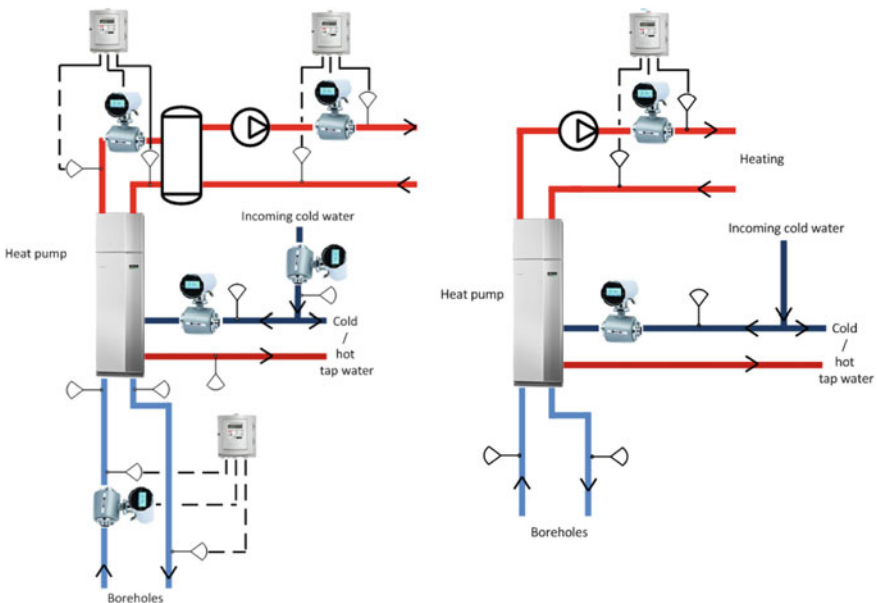 Incoming cold water
Heat pump
Cold
/
hot
tap water
Boreholes
Heating
Incoming cold water
Heat pump
Cold
/
hot
tap water
Boreholes